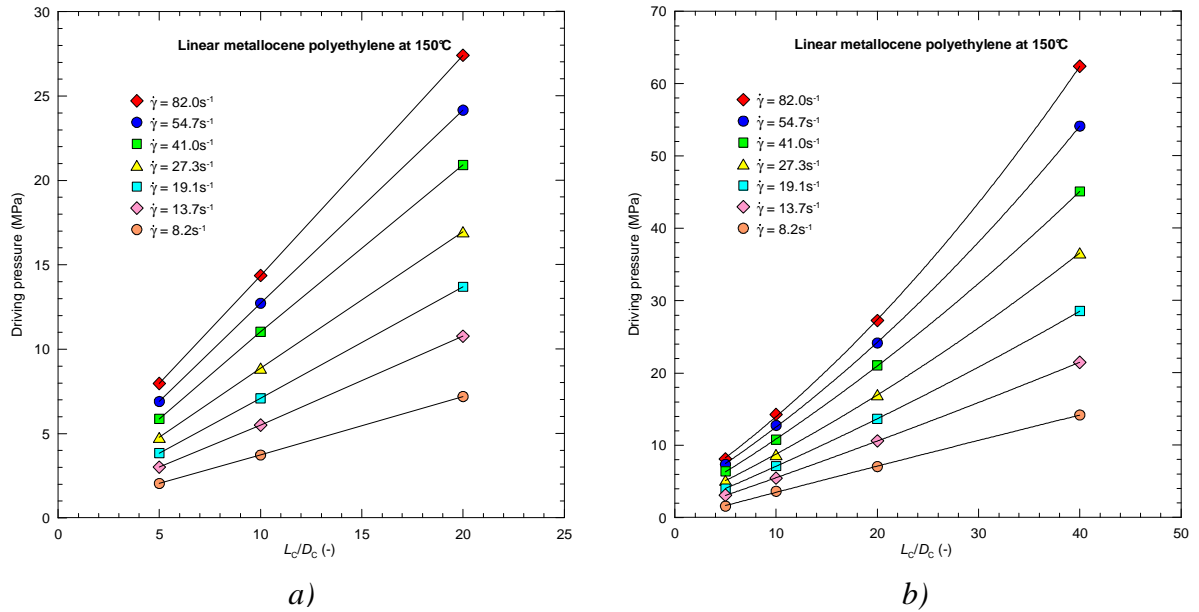 30
25
20
15
10
5
0
Driving pressure (MPa)
Linear metallocene polyethylene at 150°C
γ̇ = 82.0s⁻¹
γ̇ = 54.7s⁻¹
γ̇ = 41.0s⁻¹
γ̇ = 27.3s⁻¹
γ̇ = 19.1s⁻¹
γ̇ = 13.7s⁻¹
γ̇ = 8.2s⁻¹
0 5 10 15 20 25
L_C/D_C (-)
a)
70
60
50
40
30
20
10
0
Driving pressure (MPa)
Linear metallocene polyethylene at 150°C
γ̇ = 82.0s⁻¹
γ̇ = 54.7s⁻¹
γ̇ = 41.0s⁻¹
γ̇ = 27.3s⁻¹
γ̇ = 19.1s⁻¹
γ̇ = 13.7s⁻¹
γ̇ = 8.2s⁻¹
0 10 20 30 40 50
L_C/D_C (-)
b)